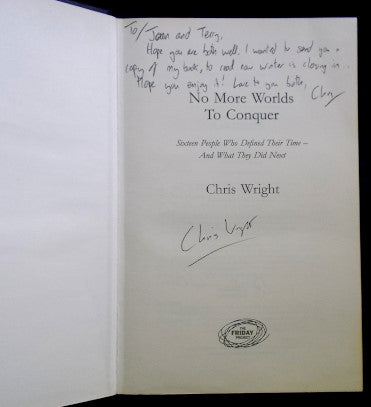 To/ Joan and Terry,
Hope you are both well. I wanted to send you a
copy of my book, to read now winter is closing in..
Hope you enjoy it! Love to you both,
Chris
No More Worlds
To Conquer
Sixteen People Who Defined Their Time –
And What They Did Next
Chris Wright
Chris Wright
THE
FRIDAY
PROJECT